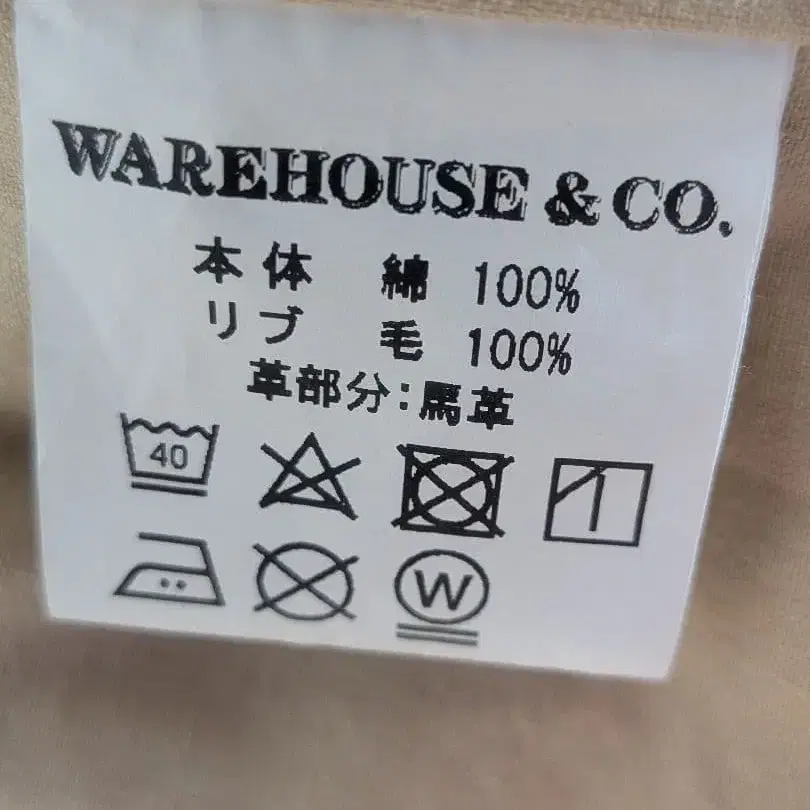 WAREHOUSE & CO.
本体 綿 100%
リブ 毛 100%
革部分:馬革
40
W